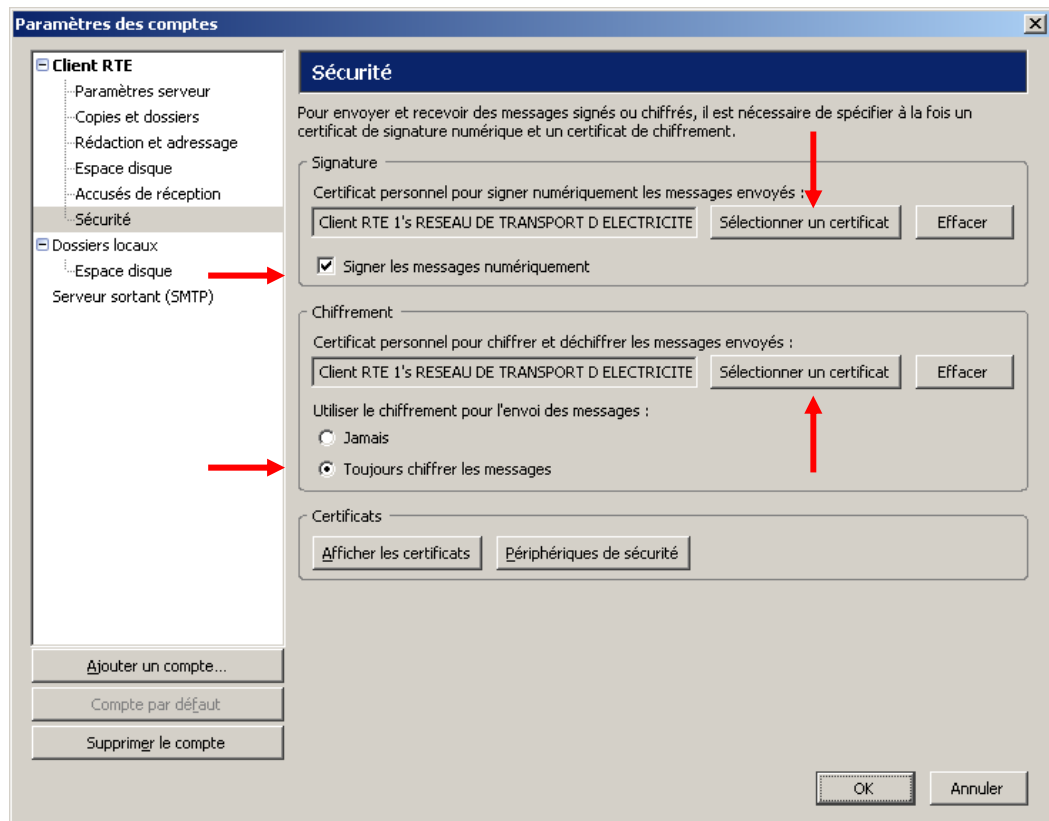 Paramètres des comptes
Client RTE
Paramètres serveur
Copies et dossiers
Rédaction et adressage
Espace disque
Accusés de réception
Sécurité
Dossiers locaux
Espace disque
Serveur sortant (SMTP)
Ajouter un compte...
Compte par défaut
Supprimer le compte
Sécurité
Pour envoyer et recevoir des messages signés ou chiffrés, il est nécessaire de spécifier à la fois un
certificat de signature numérique et un certificat de chiffrement.
Signature
Certificat personnel pour signer numériquement les messages envoyés :
Client RTE 1's RESEAU DE TRANSPORT D ELECTRICITE
Sélectionner un certificat
Effacer
Signer les messages numériquement
Chiffrement
Certificat personnel pour chiffrer et déchiffrer les messages envoyés :
Client RTE 1's RESEAU DE TRANSPORT D ELECTRICITE
Sélectionner un certificat
Effacer
Utiliser le chiffrement pour l'envoi des messages :
Jamais
Toujours chiffrer les messages
Certificats
Afficher les certificats
Périphériques de sécurité
OK
Annuler